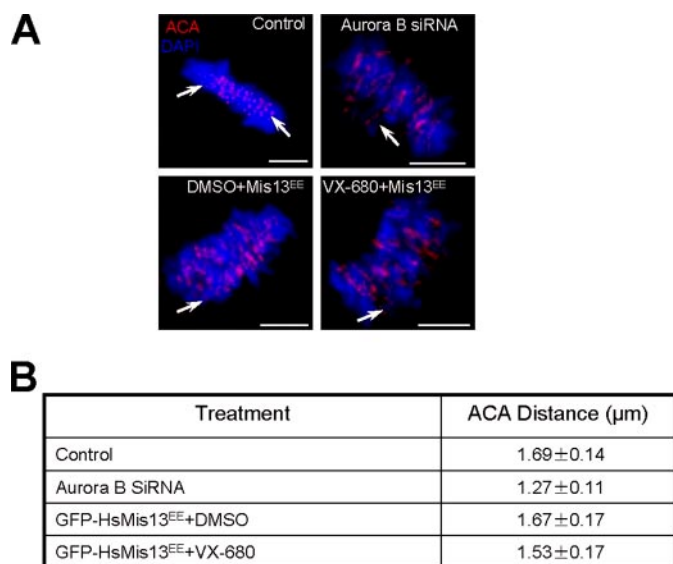 A
ACA
DAPI
Control
Aurora B siRNA
DMSO+Mis13EE
VX-680+Mis13EE
B
Treatment
ACA Distance (µm)
Control
1.69±0.14
Aurora B SiRNA
1.27±0.11
GFP-HsMis13EE+DMSO
1.67±0.17
GFP-HsMis13EE+VX-680
1.53±0.17